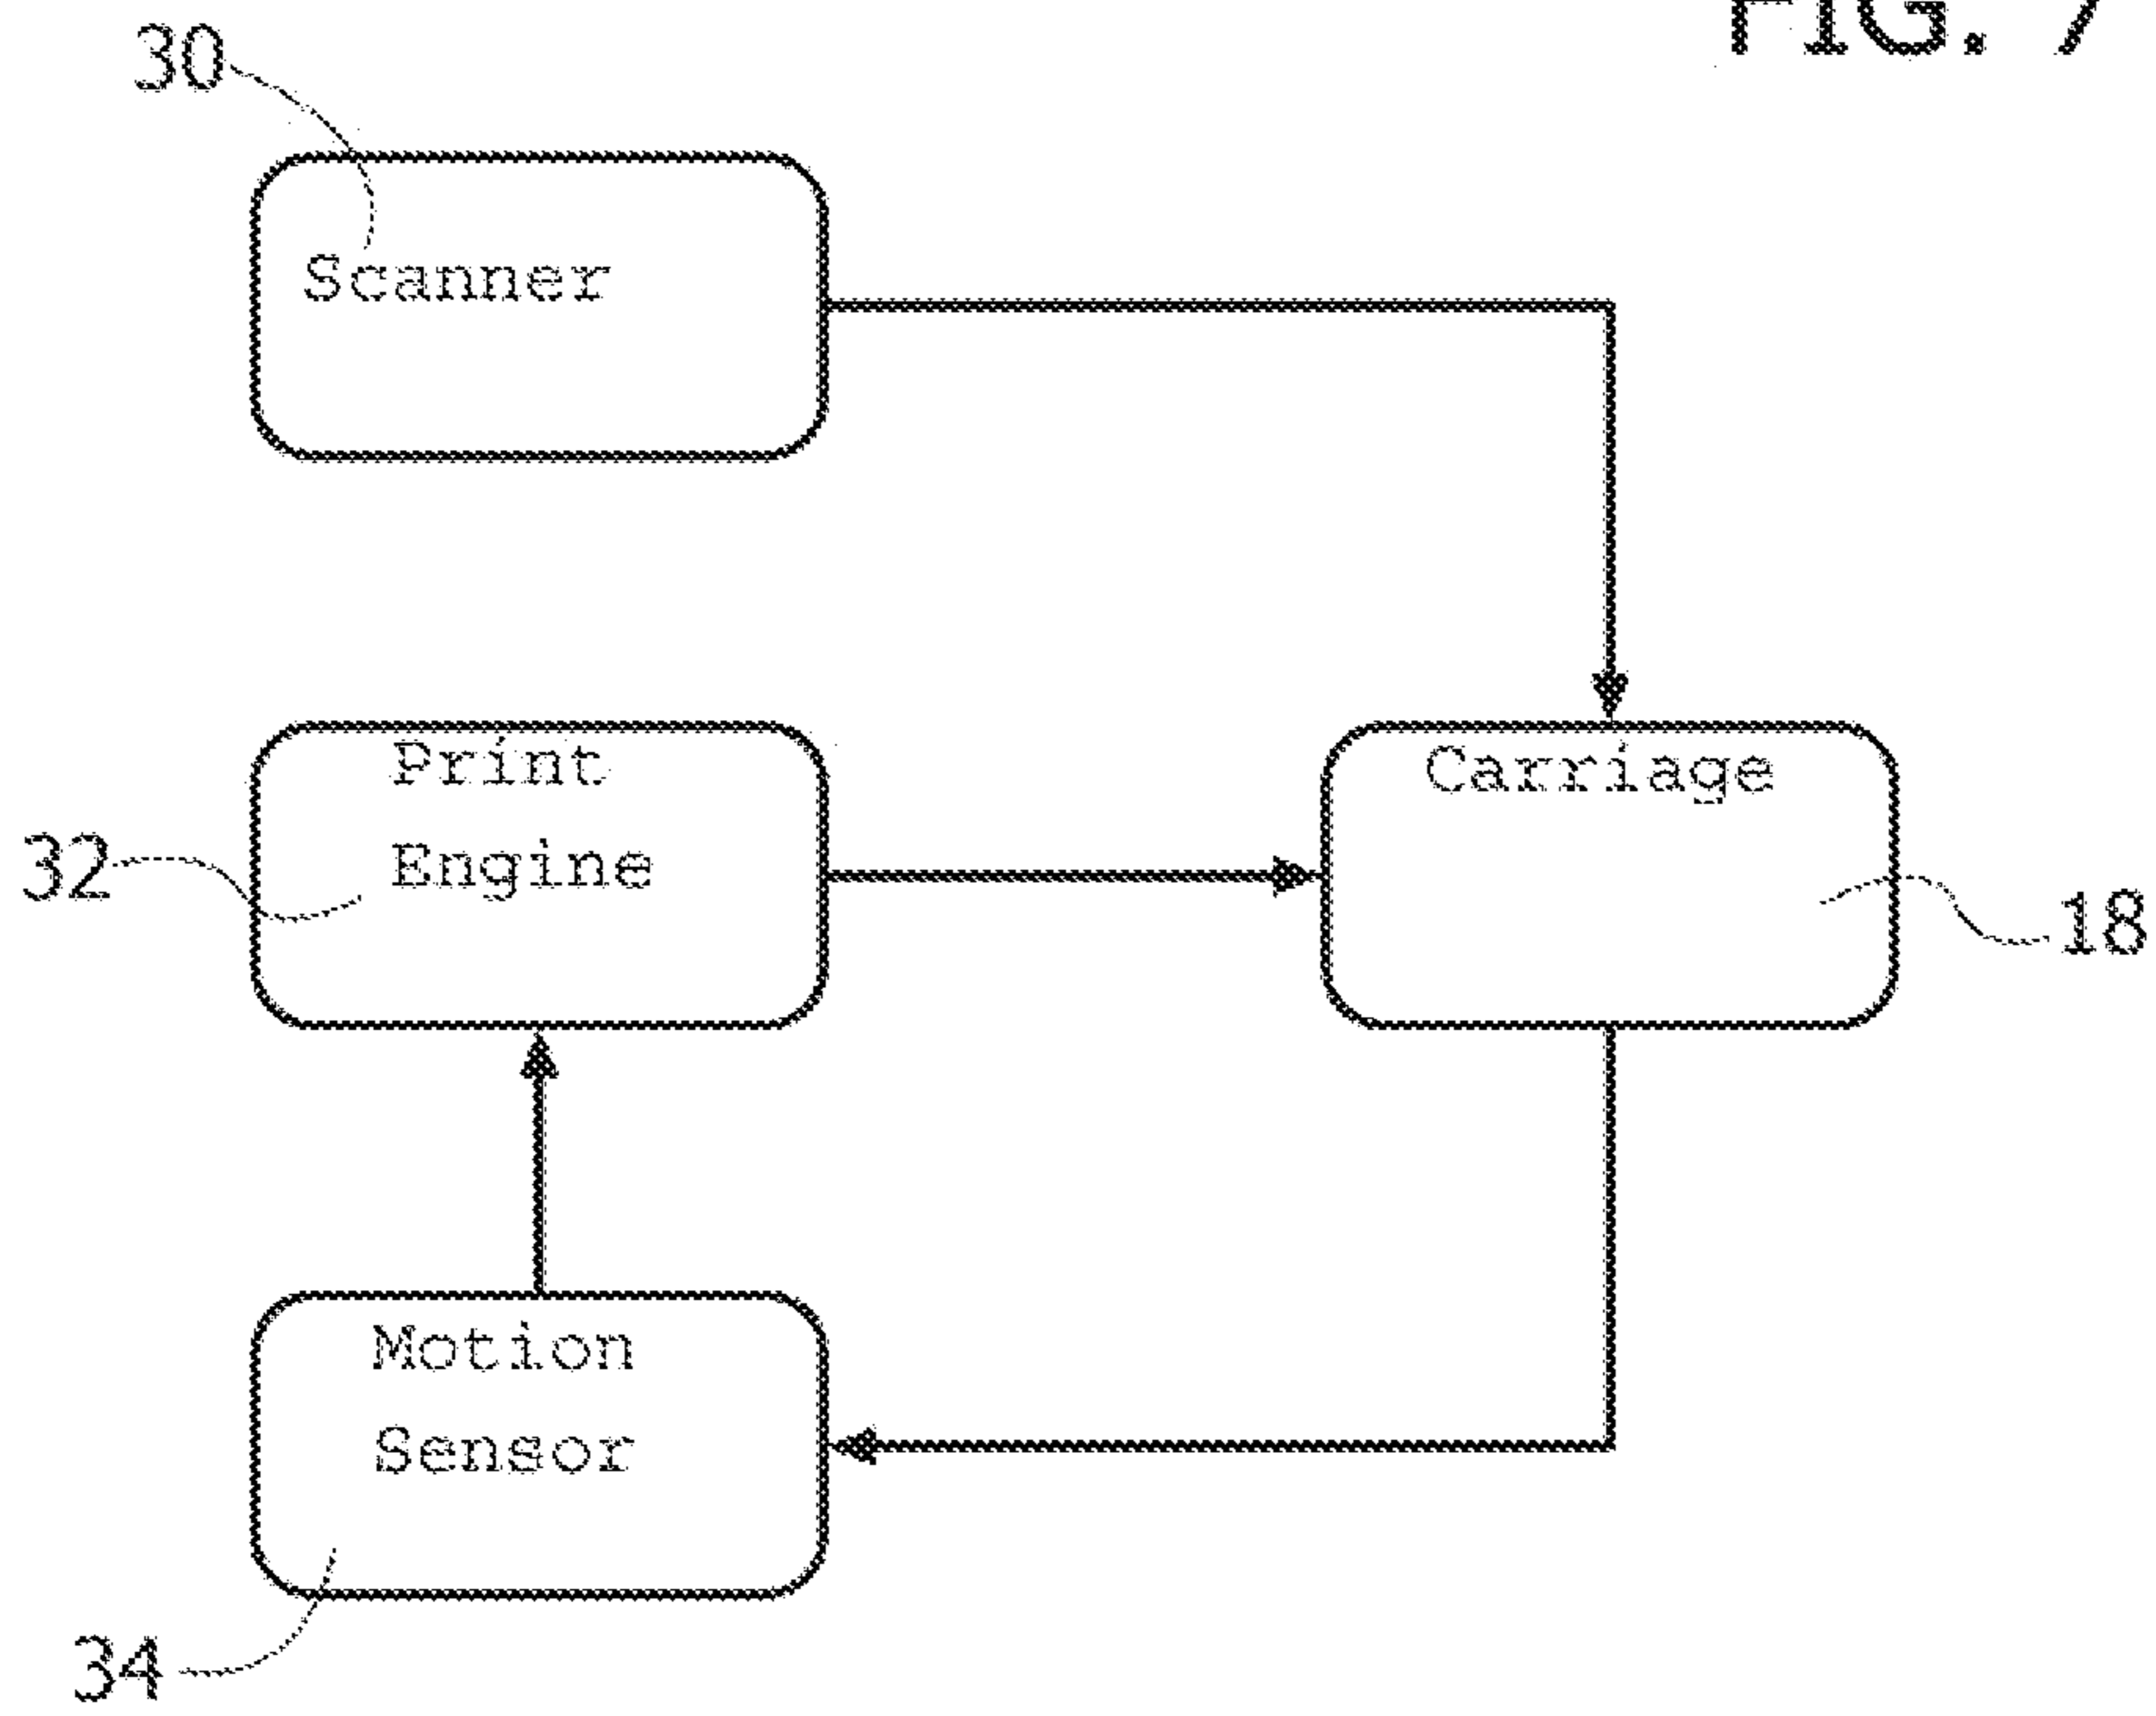 FIG. 7
30
Scanner
Print
Engine
Carriage
32
18
Motion
Sensor
34